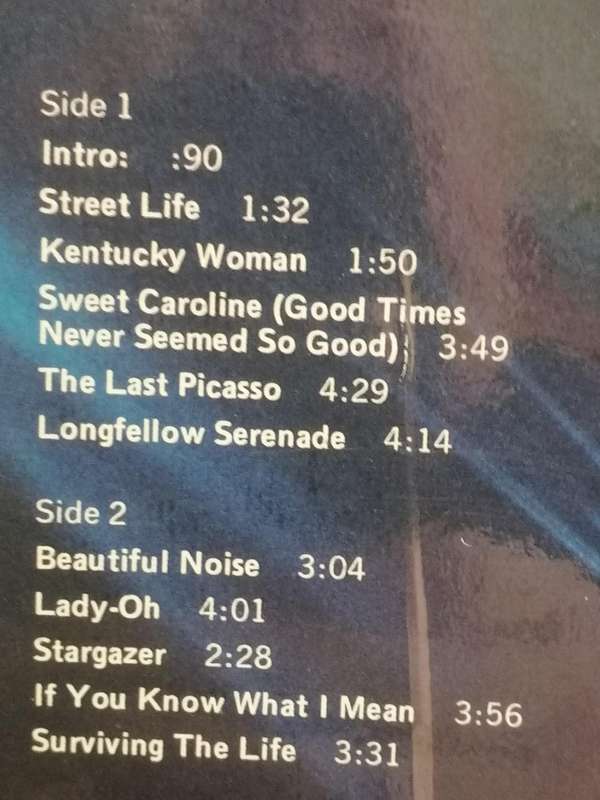 Side 1
Intro: :90
Street Life 1:32
Kentucky Woman 1:50
Sweet Caroline (Good Times
Never Seemed So Good) 3:49
The Last Picasso 4:29
Longfellow Serenade 4:14
Side 2
Beautiful Noise 3:04
Lady-Oh 4:01
Stargazer 2:28
If You Know What I Mean 3:56
Surviving The Life 3:31